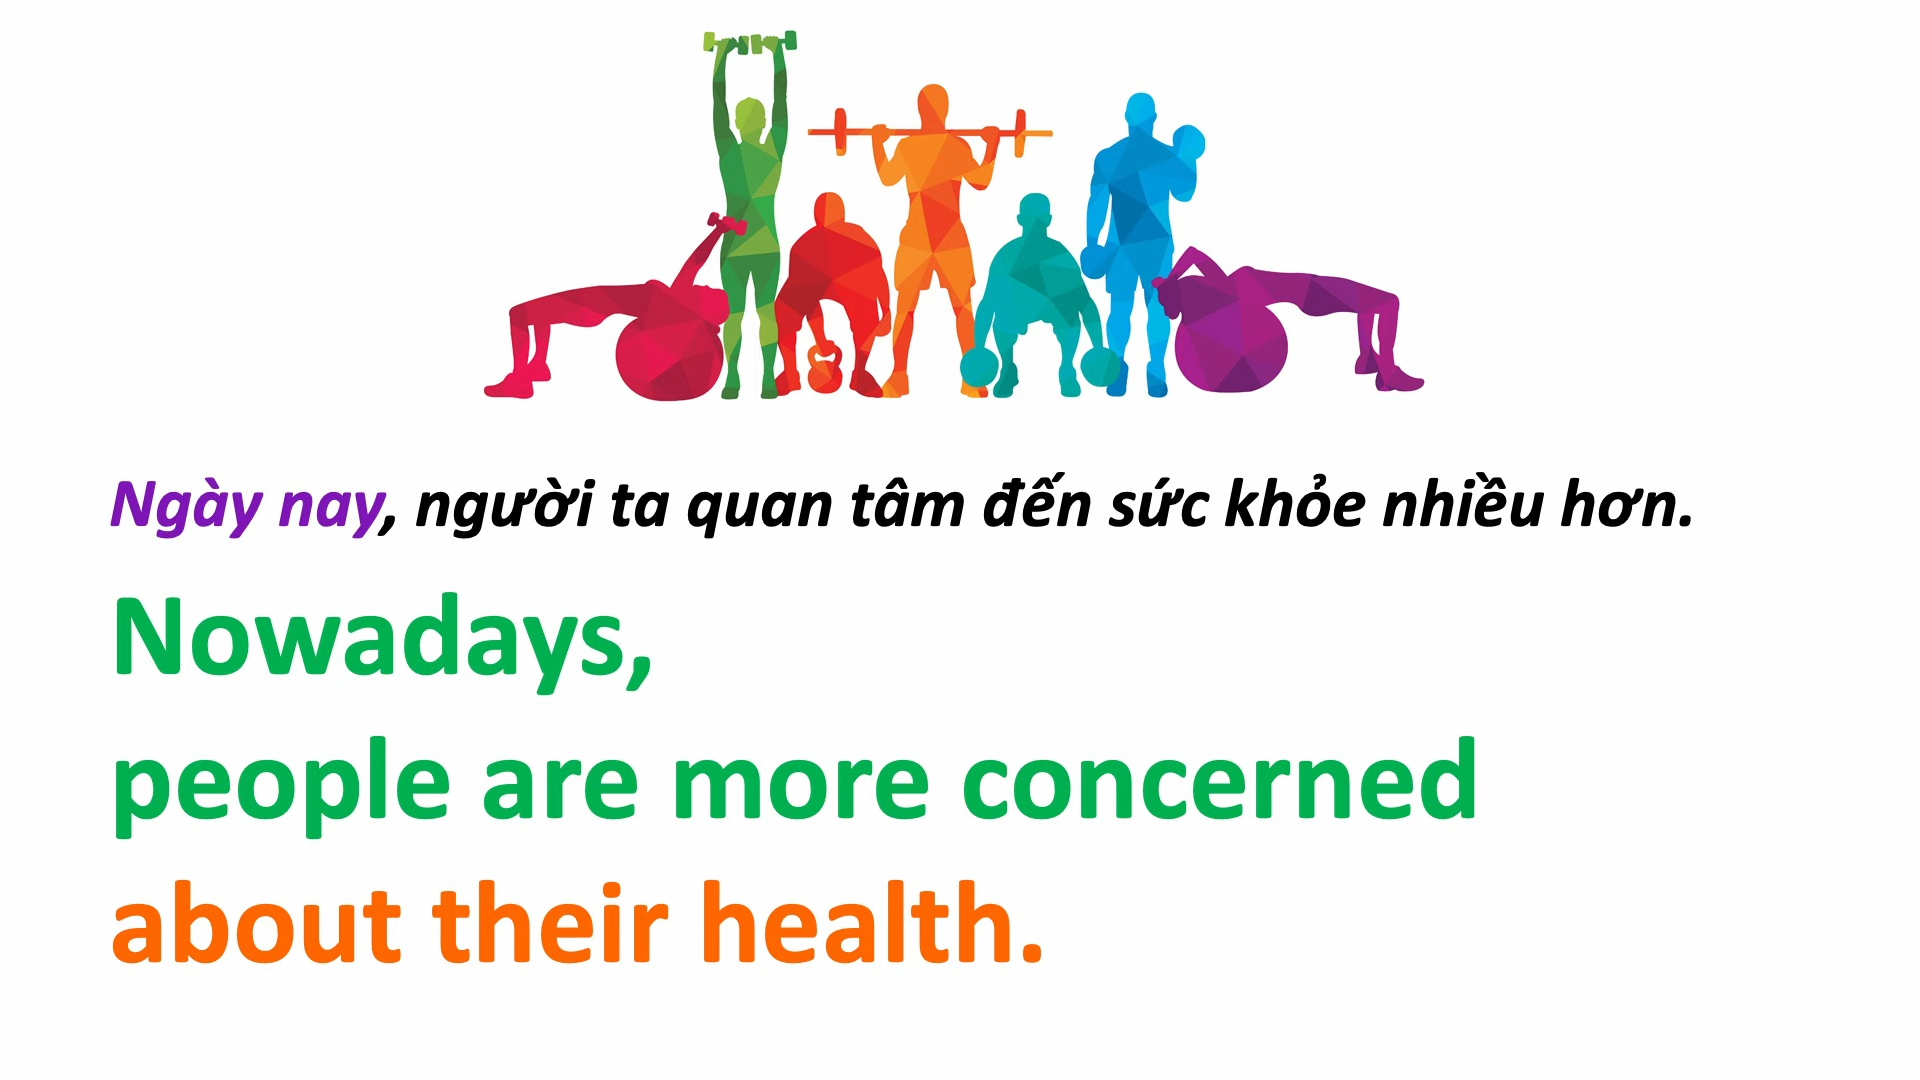 Ngày nay, người ta quan tâm đến sức khỏe nhiều hơn.
Nowadays,
people are more concerned
about their health.